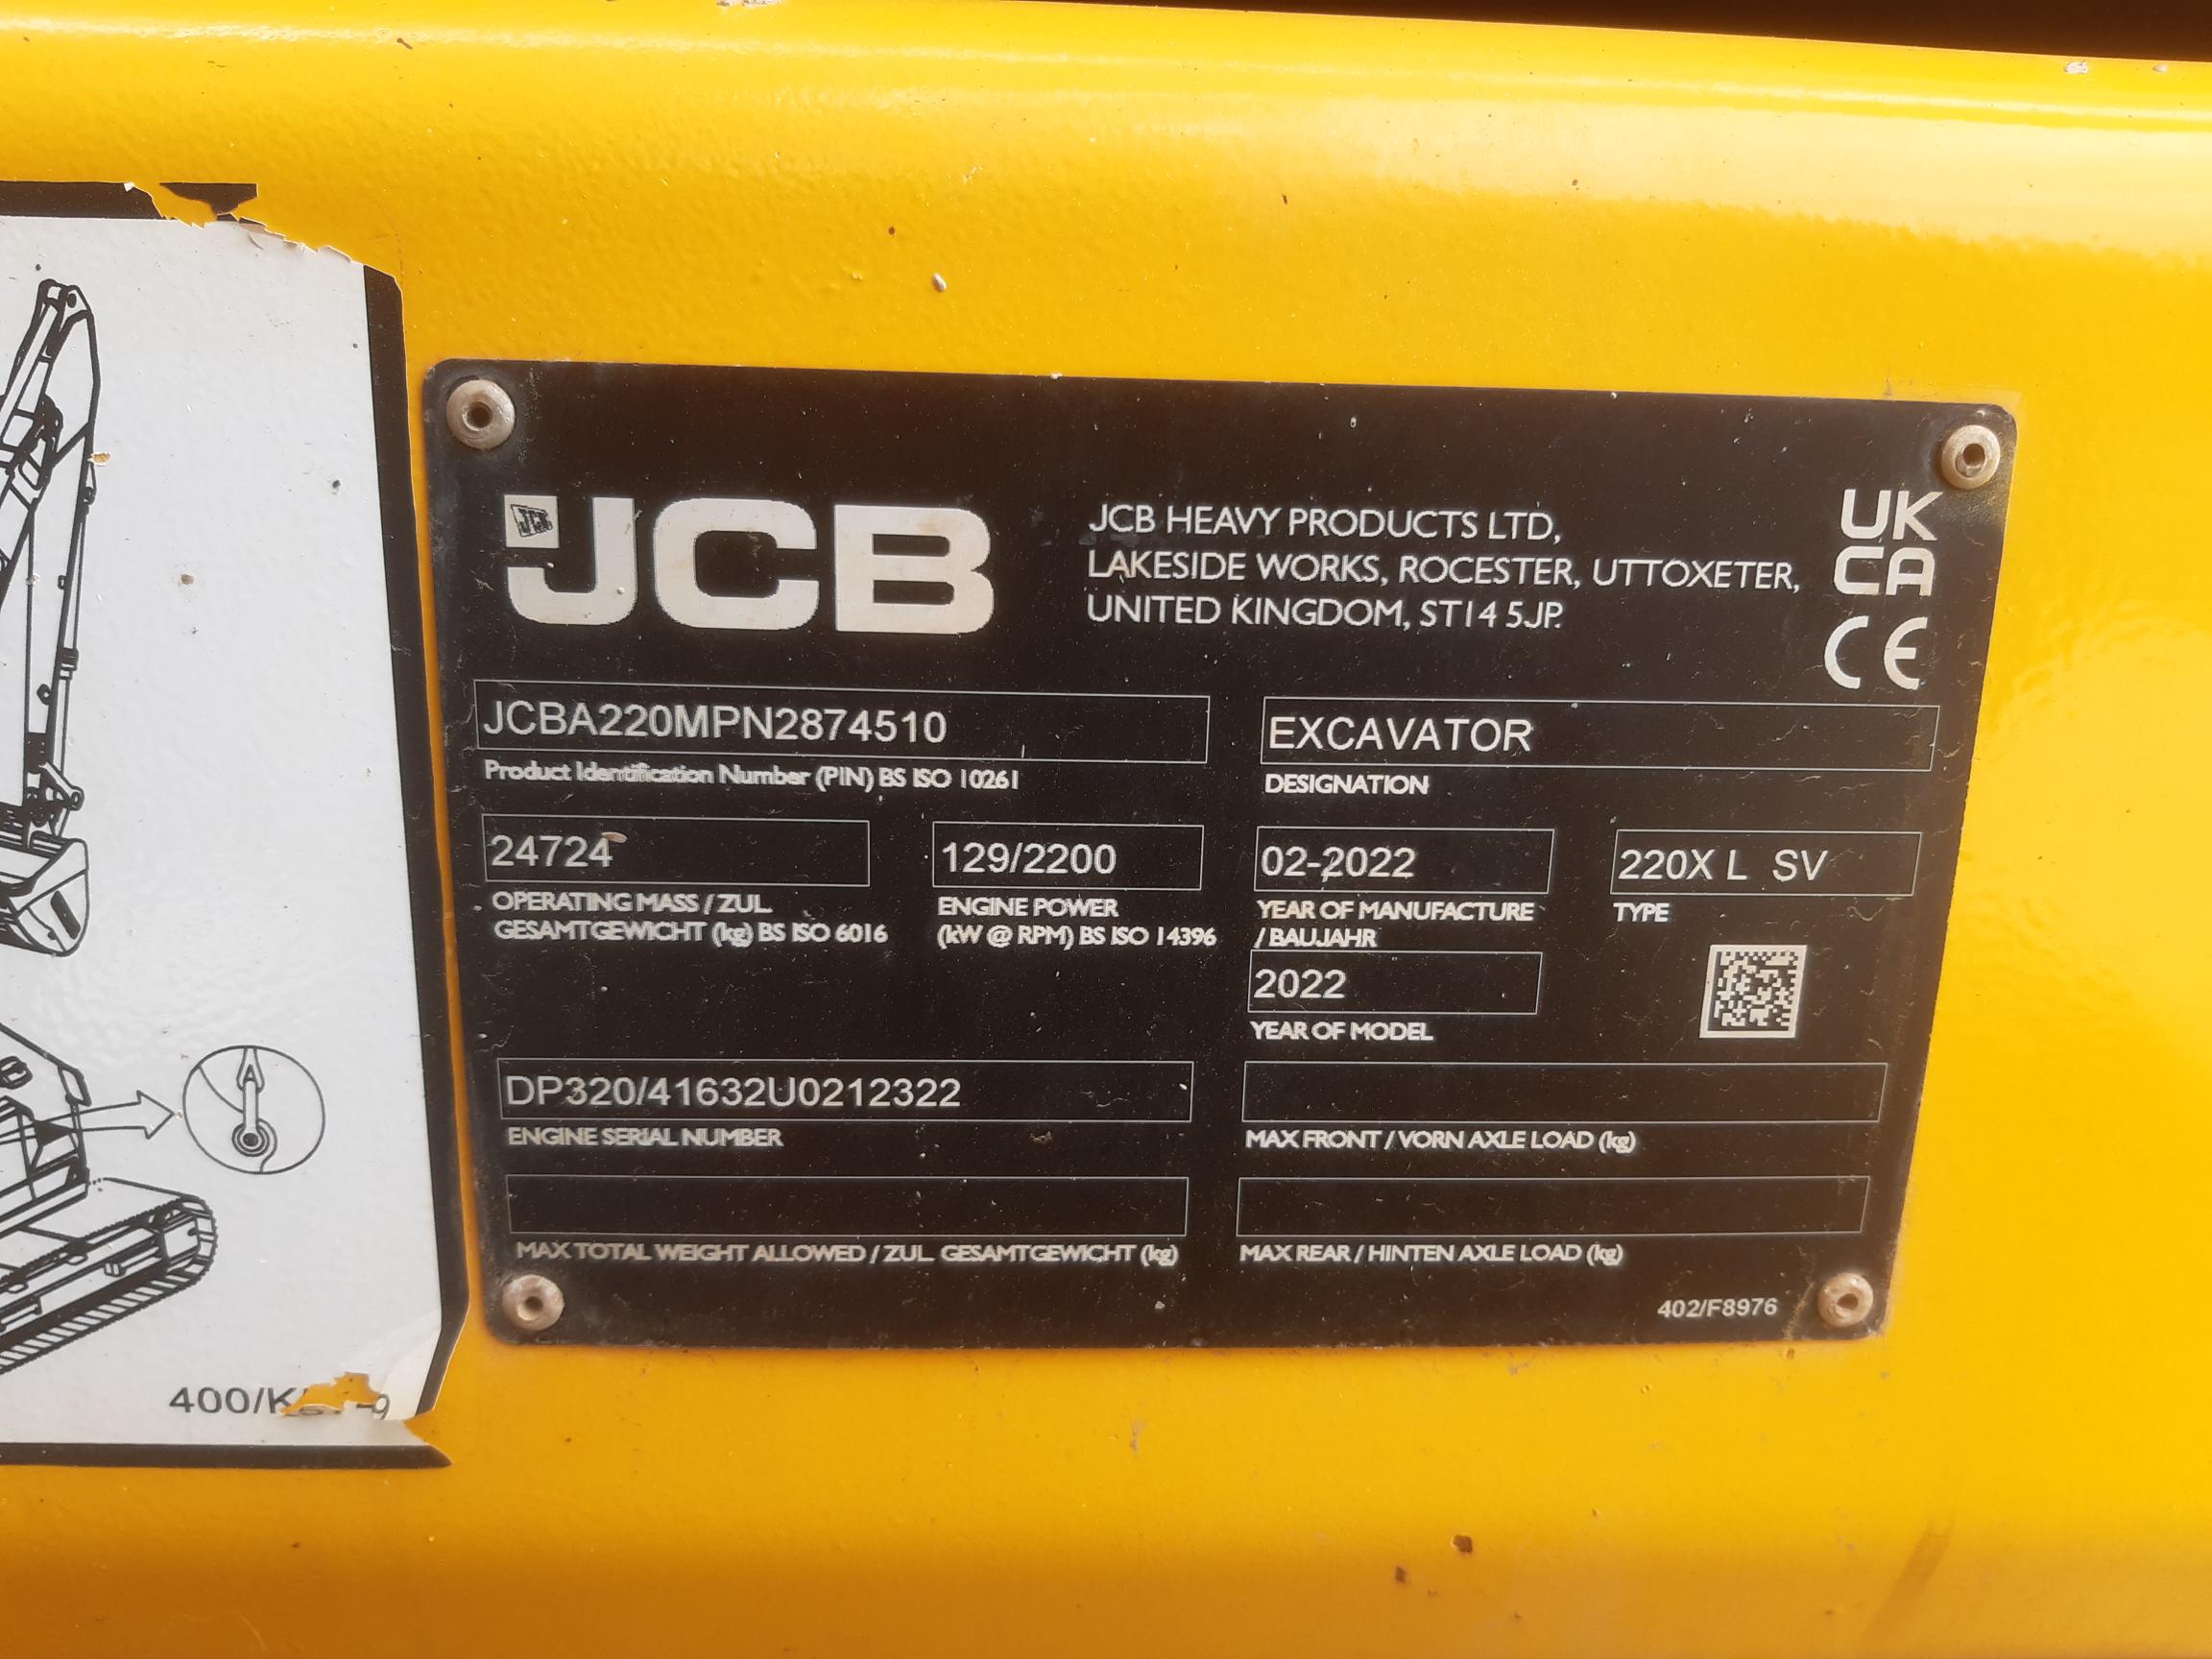 JCB
JCB HEAVY PRODUCTS LTD,
LAKESIDE WORKS, ROCESTER, UTTOXETER,
UNITED KINGDOM, ST14 5JP.
UK
CA
CE
JCBA220MPN2874510
Product Identification Number (PIN) BS ISO 10261
EXCAVATOR
DESIGNATION
24724
OPERATING MASS / ZUL.
GESAMTGEWICHT (kg) BS ISO 6016
129/2200
ENGINE POWER
(kW @ RPM) BS ISO 14396
02-2022
YEAR OF MANUFACTURE
/ BAUJAHR
220X L SV
TYPE
2022
YEAR OF MODEL
DP320/41632U0212322
ENGINE SERIAL NUMBER
MAX FRONT / VORN AXLE LOAD (kg)
MAX TOTAL WEIGHT ALLOWED / ZUL. GESAMTGEWICHT (kg)
MAX REAR / HINTEN AXLE LOAD (kg)
402/F8976
A